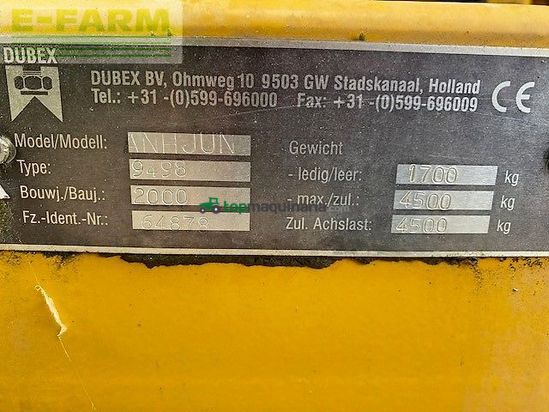 E-FARM
DUBEX
DUBEX BV, Ohmweg 10 9503 GW Stadskanaal, Holland
Tel.: +31 -(0)599-696000 Fax: +31 -(0)599-696009
CE
Model/Modell: ANHJUN Gewicht
Type: 9498 - ledig/leer: 1700 kg
Bouwj./Bauj.: 2000 - max./zul.: 4500 kg
Fz.-Ident.-Nr.: 64878 Zul. Achslast: 4500 kg
topmaquinaria